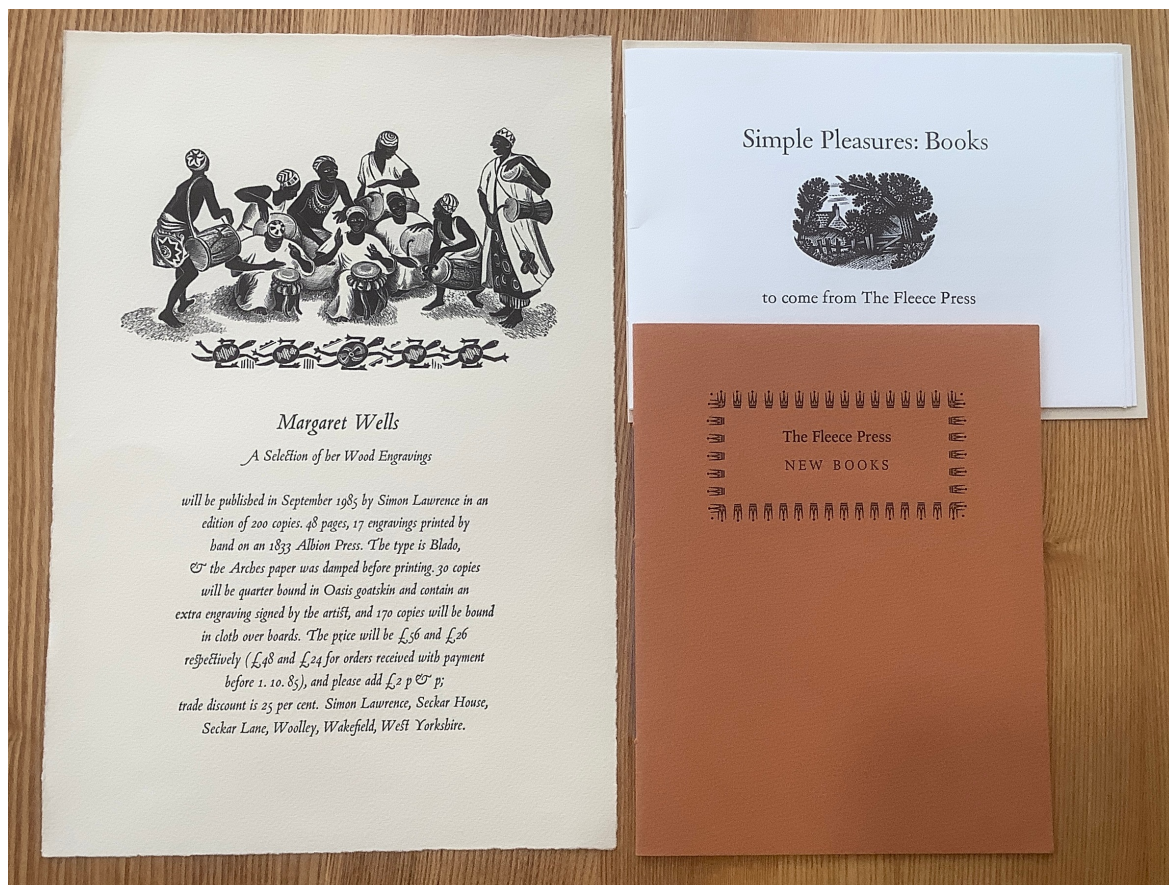 Margaret Wells
A Selection of her Wood Engravings
will be published in September 1985 by Simon Lawrence in an
edition of 200 copies. 48 pages, 17 engravings printed by
hand on an 1833 Albion Press. The type is Blado,
& the Arches paper was damped before printing. 30 copies
will be quarter bound in Oasis goatskin and contain an
extra engraving signed by the artist, and 170 copies will be bound
in cloth over boards. The price will be £56 and £26
respectively (£48 and £24 for orders received with payment
before 1. 10. 85), and please add £2 p & p;
trade discount is 25 per cent. Simon Lawrence, Seckar House,
Seckar Lane, Woolley, Wakefield, West Yorkshire.
Simple Pleasures: Books
to come from The Fleece Press
The Fleece Press
NEW BOOKS